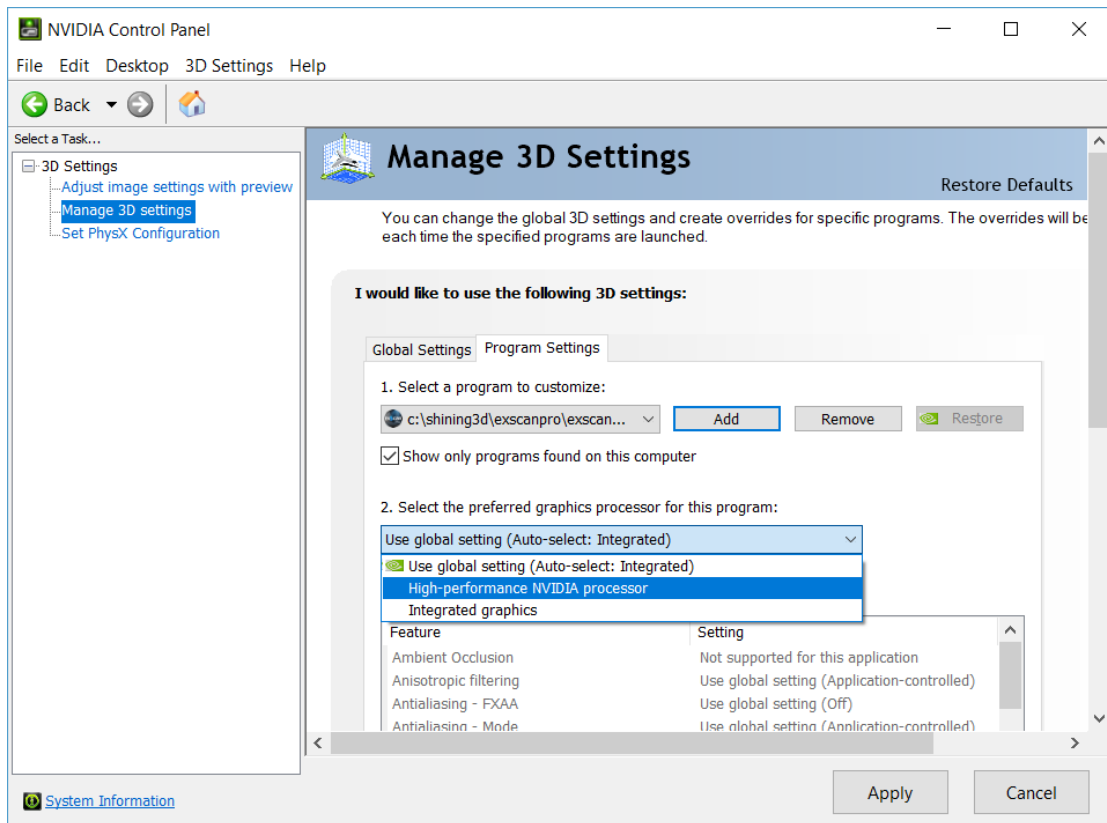 NVIDIA Control Panel
File Edit Desktop 3D Settings Help
Back
Select a Task...
3D Settings
Adjust image settings with preview
Manage 3D settings
Set PhysX Configuration
Manage 3D Settings
Restore Defaults
You can change the global 3D settings and create overrides for specific programs. The overrides will be
each time the specified programs are launched.
I would like to use the following 3D settings:
Global Settings Program Settings
1. Select a program to customize:
c:\shining3d\exscanpro\exscan... Add Remove Restore
Show only programs found on this computer
2. Select the preferred graphics processor for this program:
Use global setting (Auto-select: Integrated)
Use global setting (Auto-select: Integrated)
High-performance NVIDIA processor
Integrated graphics
Feature Setting
Ambient Occlusion Not supported for this application
Anisotropic filtering Use global setting (Application-controlled)
Antialiasing - FXAA Use global setting (Off)
Antialiasing - Mode Use global setting (Application-controlled)
System Information
Apply Cancel